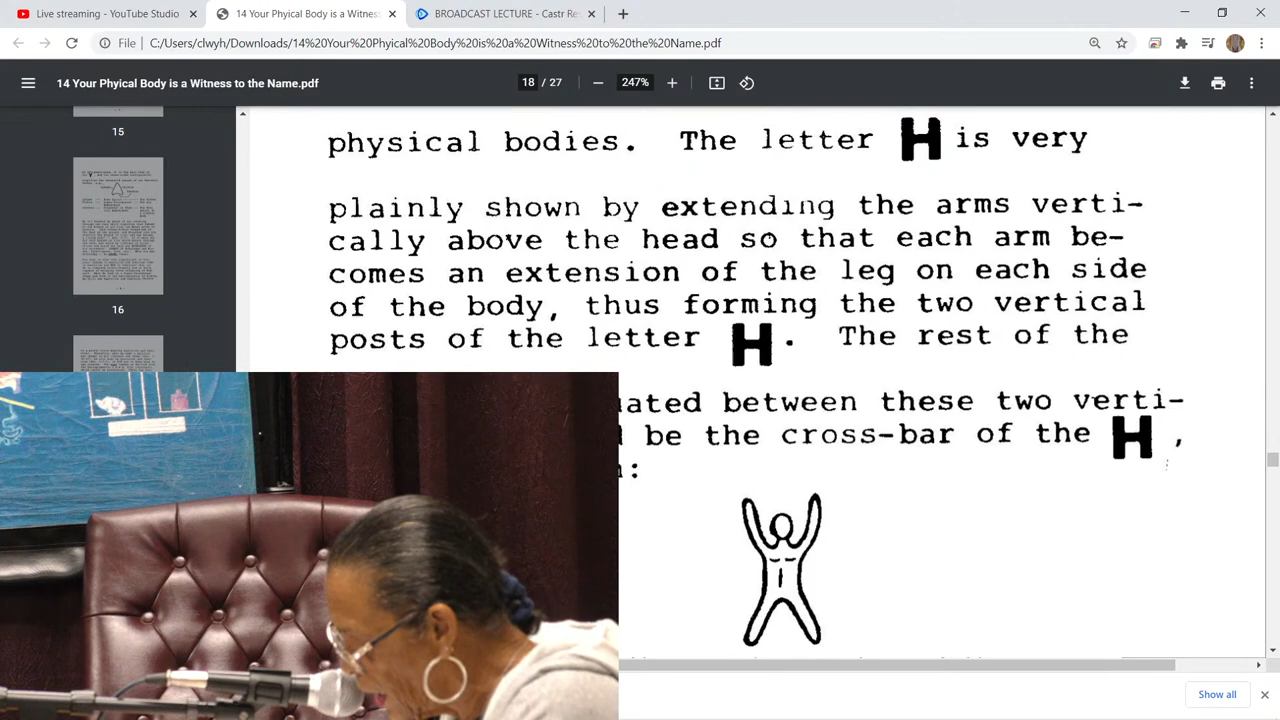 Live streaming - YouTube Studio
14 Your Phyical Body is a Witness
BROADCAST LECTURE - Castr
File C:/Users/clwyh/Downloads/14%20Your%20Phyical%20Body%20is%20a%20Witness%20to%20the%20Name.pdf
14 Your Phyical Body is a Witness to the Name.pdf
18 / 27
247%
15
16
physical bodies. The letter H is very
plainly shown by extending the arms verti-
cally above the head so that each arm be-
comes an extension of the leg on each side
of the body, thus forming the two vertical
posts of the letter H. The rest of the
between these two verti-
be the cross-bar of the H,
Show all